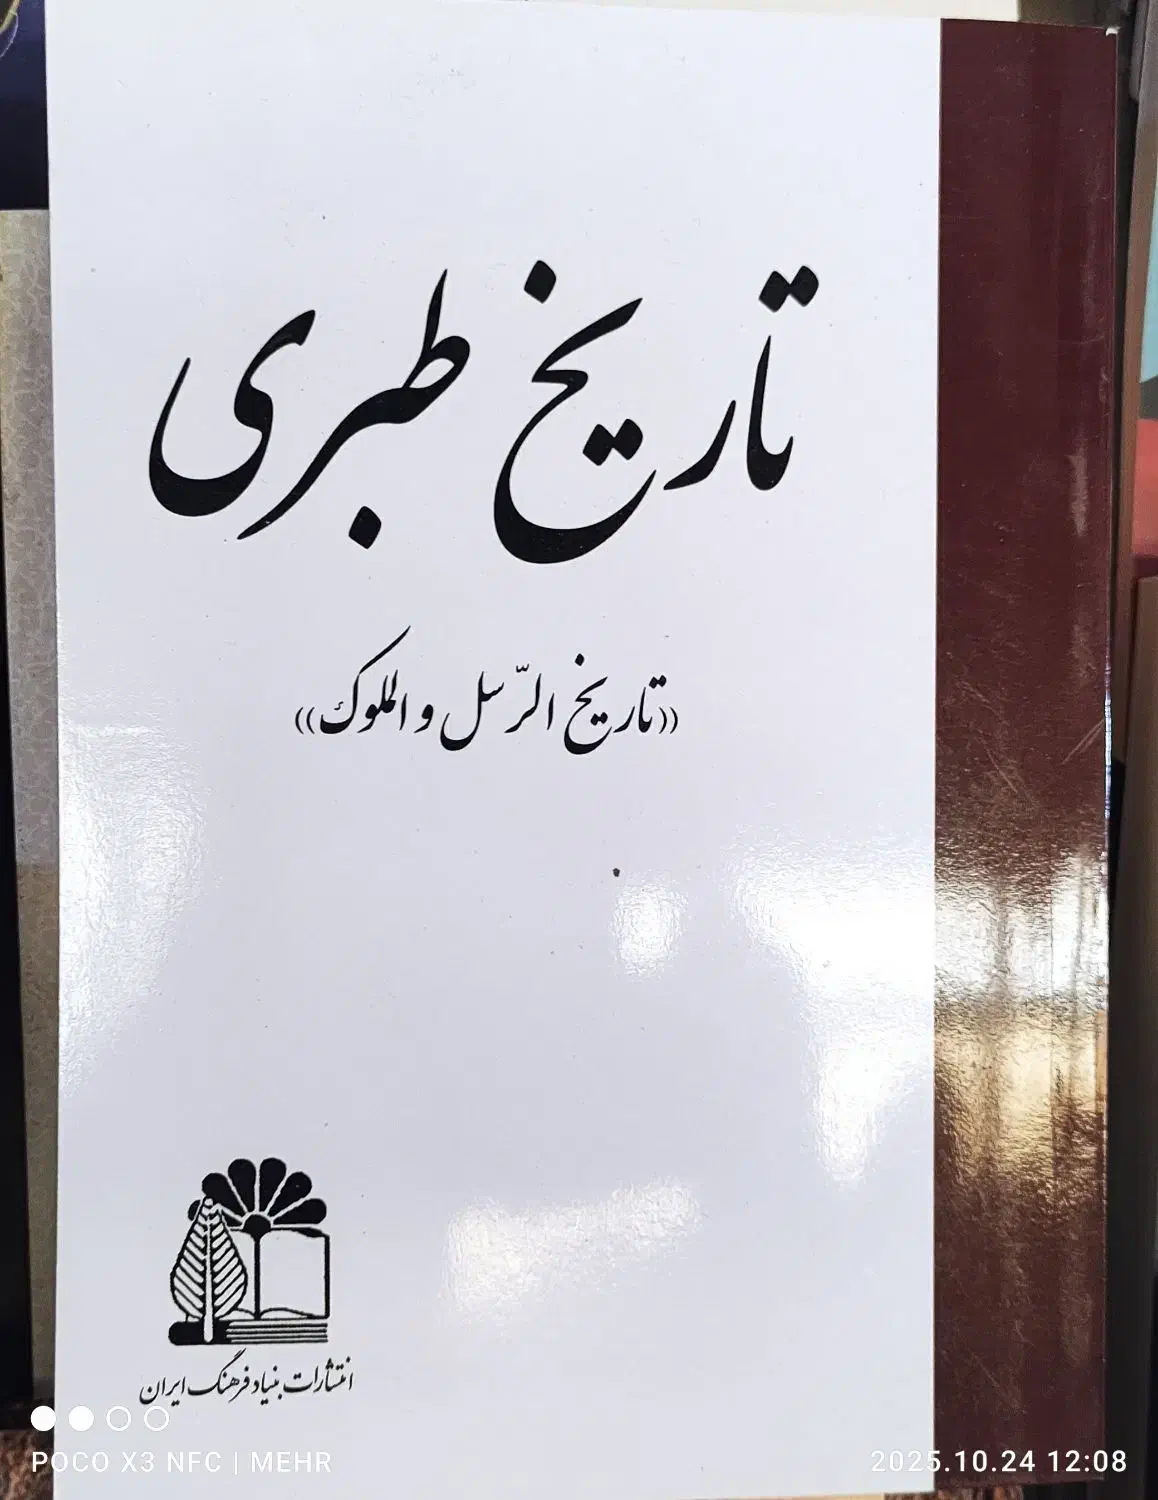 تاریخ طبری
((تاریخ الرّسل و الملوک))
انتشارات بنیاد فرهنگ ایران
POCO X3 NFC | MEHR
2025.10.24 12:08